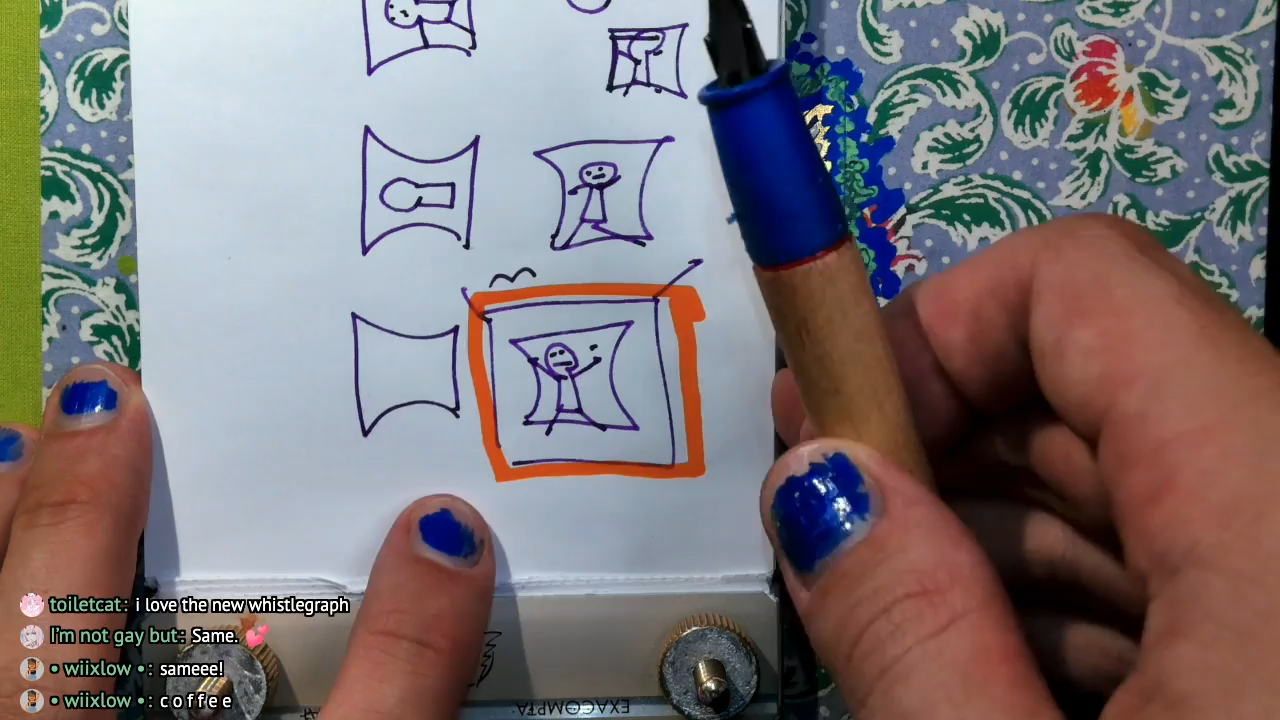 toiletcat: i love the new whistlegraph
I'm not gay but: Same. 💕
• wiixlow •: sameee!
• wiixlow •: c o f f e e
EXACOMPTA